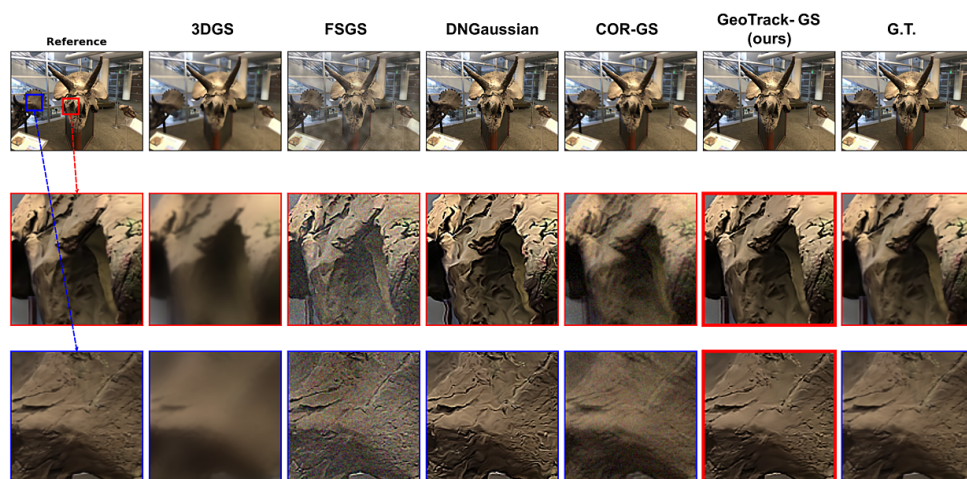 Reference
3DGS
FSGS
DNGaussian
COR-GS
GeoTrack-GS
(ours)
G.T.